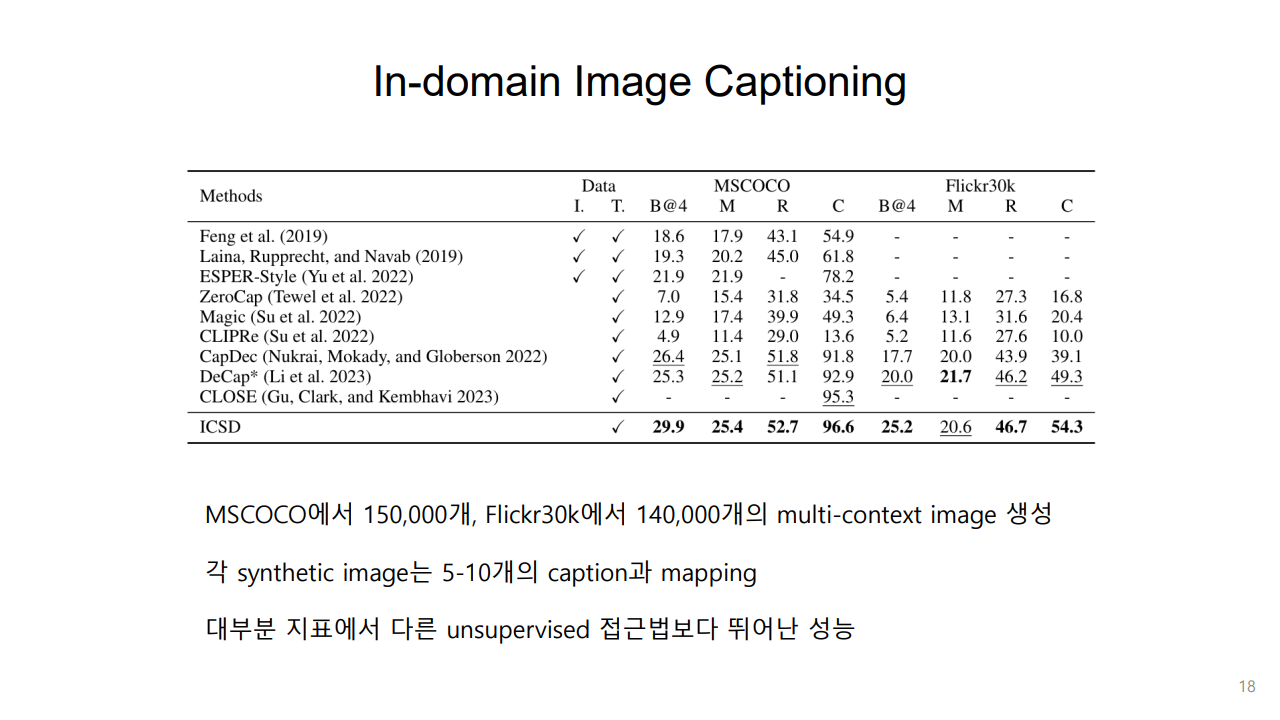 In-domain Image Captioning
Methods Data MSCOCO Flickr30k
I. T. B@4 M R C B@4 M R C
Feng et al. (2019) ✓ ✓ 18.6 17.9 43.1 54.9 - - - -
Laina, Rupprecht, and Navab (2019) ✓ ✓ 19.3 20.2 45.0 61.8 - - - -
ESPER-Style (Yu et al. 2022) ✓ ✓ 21.9 21.9 - 78.2 - - - -
ZeroCap (Tewel et al. 2022) ✓ 7.0 15.4 31.8 34.5 5.4 11.8 27.3 16.8
Magic (Su et al. 2022) ✓ 12.9 17.4 39.9 49.3 6.4 13.1 31.6 20.4
CLIPRe (Su et al. 2022) ✓ 4.9 11.4 29.0 13.6 5.2 11.6 27.6 10.0
CapDec (Nukrai, Mokady, and Globerson 2022) ✓ 26.4 25.1 51.8 91.8 17.7 20.0 43.9 39.1
DeCap* (Li et al. 2023) ✓ 25.3 25.2 51.1 92.9 20.0 21.7 46.2 49.3
CLOSE (Gu, Clark, and Kembhavi 2023) ✓ - - - 95.3 - - - -
ICSD ✓ 29.9 25.4 52.7 96.6 25.2 20.6 46.7 54.3
MSCOCO에서 150,000개, Flickr30k에서 140,000개의 multi-context image 생성
각 synthetic image는 5-10개의 caption과 mapping
대부분 지표에서 다른 unsupervised 접근법보다 뛰어난 성능
18